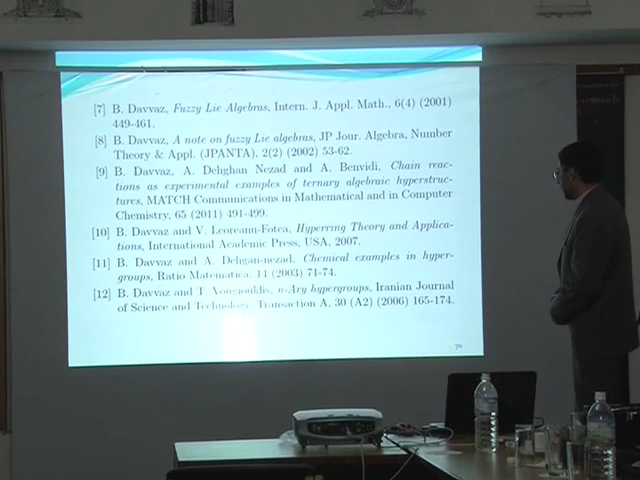 [7] B. Davvaz, Fuzzy Lie Algebras, Intern. J. Appl. Math., 6(4) (2001)
449-461.
[8] B. Davvaz, A note on fuzzy Lie algebras, JP Jour. Algebra, Number
Theory & Appl. (JPANTA), 2(2) (2002) 53-62.
[9] B. Davvaz, A. Dehghan Nezad and A. Benvidi, Chain reac-
tions as experimental examples of ternary algebraic hyperstruc-
tures, MATCH Communications in Mathematical and in Computer
Chemistry, 65 (2011) 491-499.
[10] B. Davvaz and V. Leoreanu-Fotea, Hyperring Theory and Applica-
tions, International Academic Press, USA, 2007.
[11] B. Davvaz and A. Dehgan-nezad, Chemical examples in hyper-
groups, Ratio Matematica, 14 (2003) 71-74.
[12] B. Davvaz and T. Vougiouklis, n-Ary hypergroups, Iranian Journal
of Science and Technology, Transaction A, 30 (A2) (2006) 165-174.